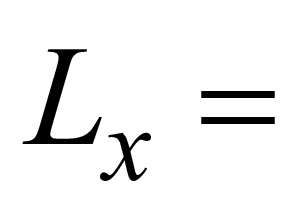 Lₓ =